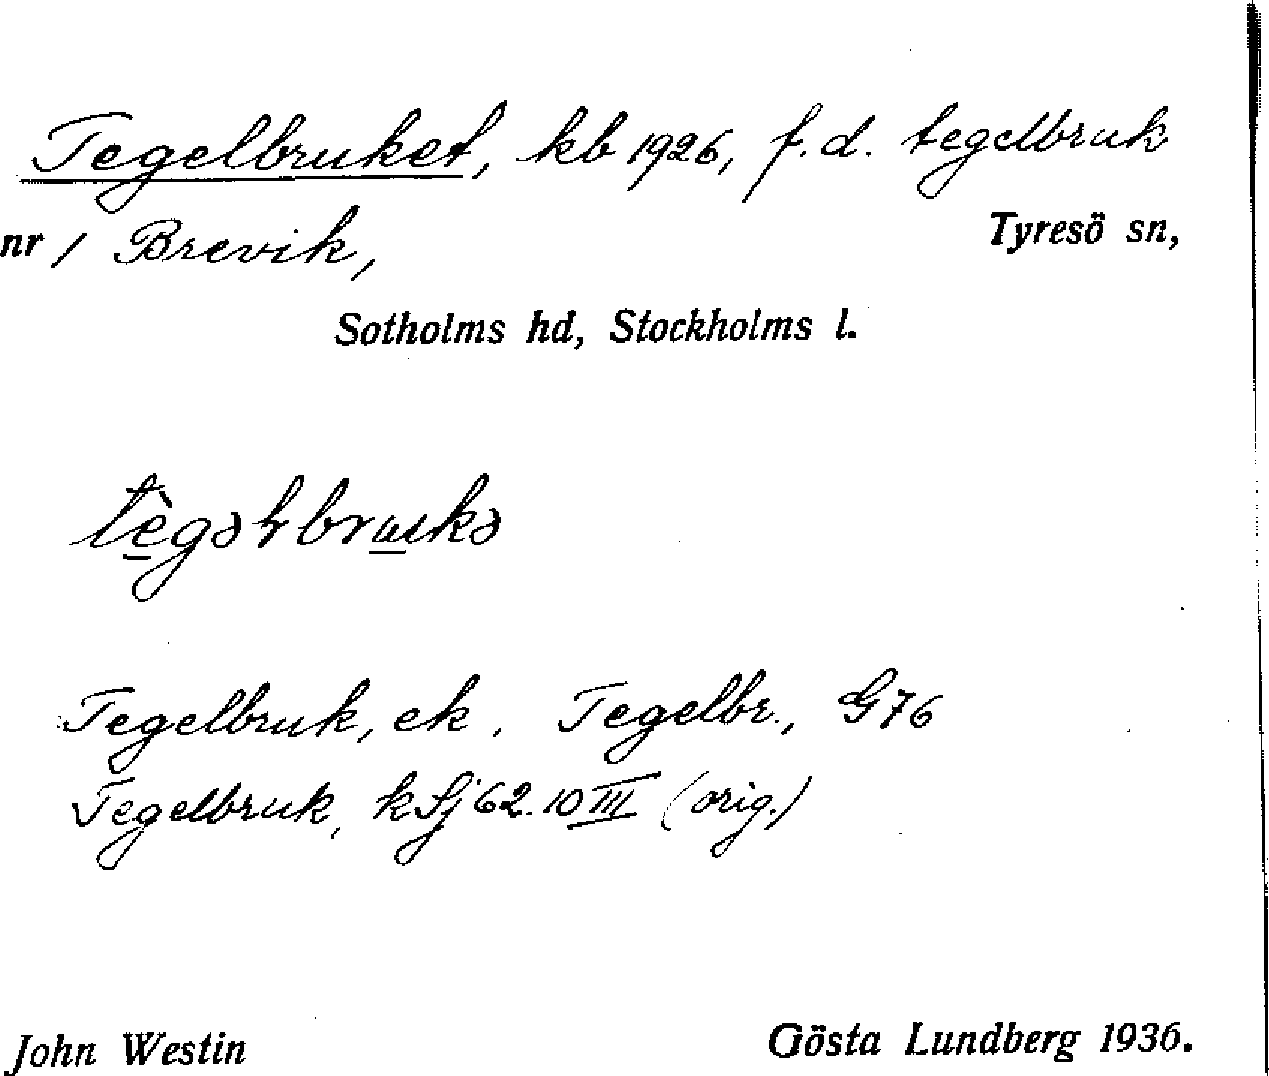 Tegelbruket, kb 1926, f.d. tegelbruk
nr 1 Brevik, Tyresö sn,
Sotholms hd, Stockholms l.
Tegelbruk, ek. Tegelbr., G76
Tegelbruk, kSj 62. 10 III (orig.)
John Westin Gösta Lundberg 1936.